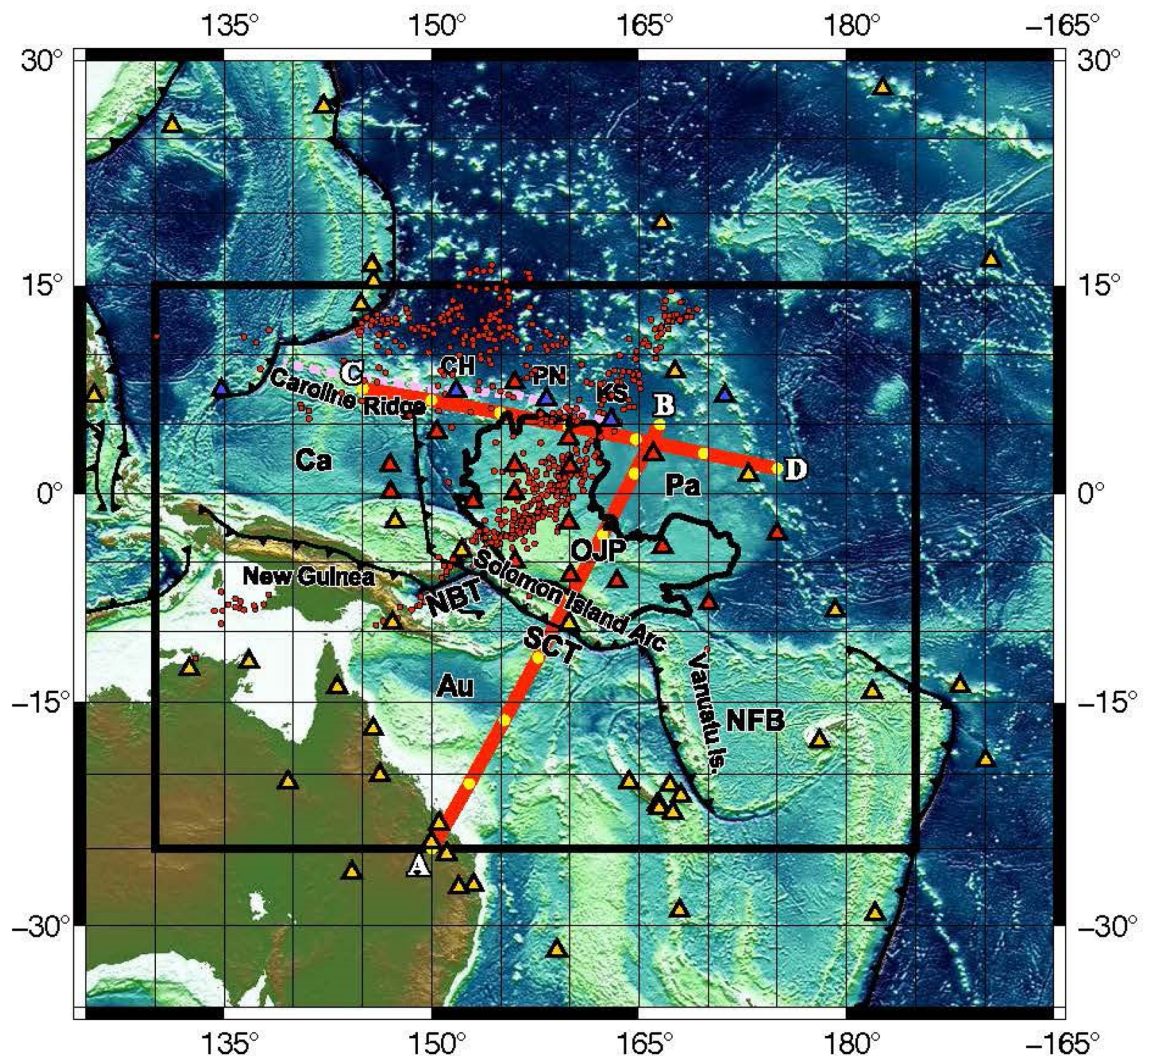 135° 150° 165° 180° −165°
30° 30°
15° 15°
CH
C PN
KS
Caroline Ridge B
Ca D
Pa
0° 0°
OJP
New Guinea
Solomon Island Arc
NBT
SCT
Au
Vanuatu Is.
NFB
−15° −15°
A
−30° −30°
135° 150° 165° 180° −165°